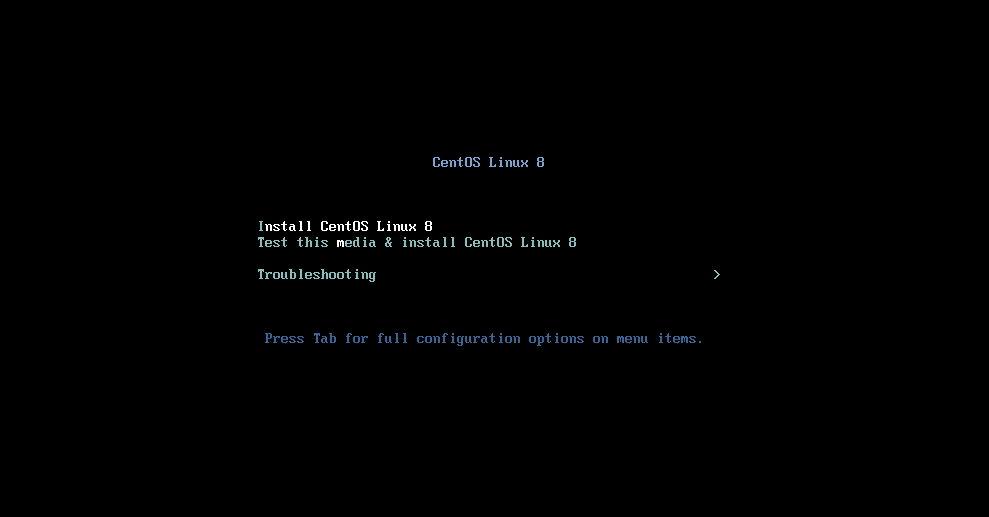 CentOS Linux 8
Install CentOS Linux 8
Test this media & install CentOS Linux 8
Troubleshooting >
Press Tab for full configuration options on menu items.